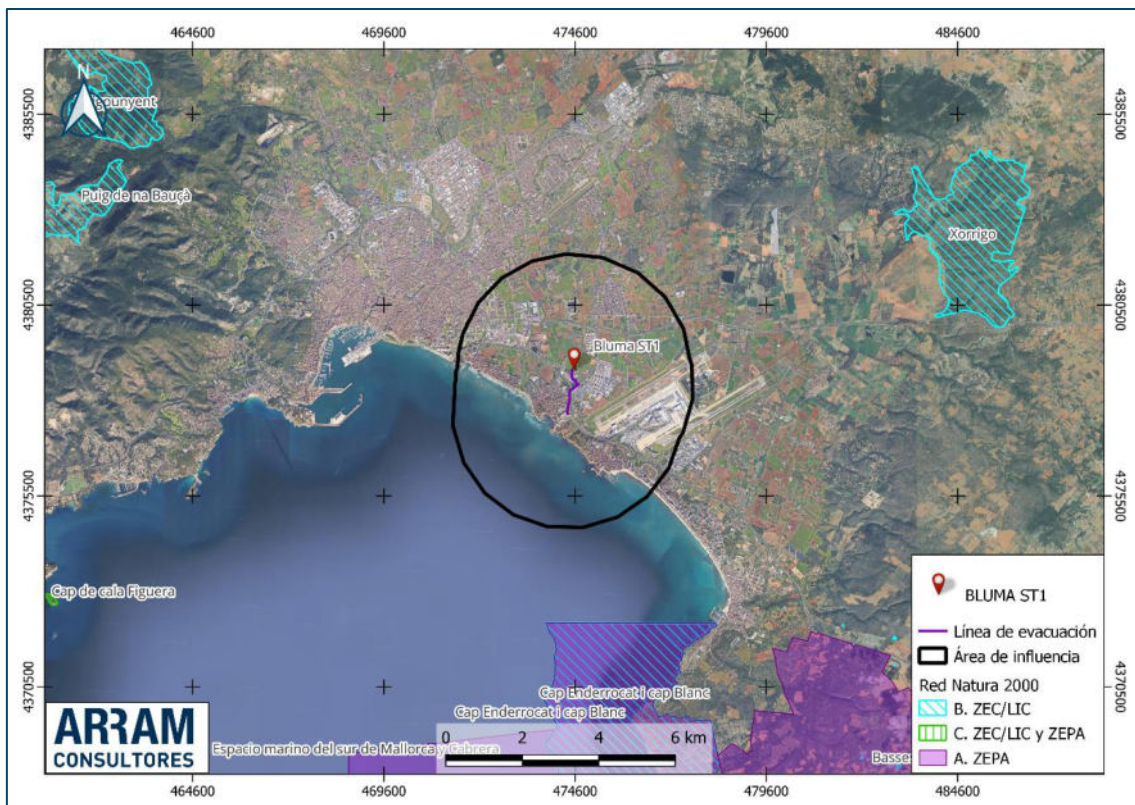 464600 469600 474600 479600 484600
4385500
4385500
N
gounyent
Puig de na Bauçà
Xorrigo
4380500
4380500
Bluma ST1
4375500
4375500
Cap de cala Figuera
4370500
4370500
Cap Enderrocat i cap Blanc
Cap Enderrocat i cap Blanc
Espacio marino del sur de Mallorca y Cabrera
Basses
0 2 4 6 km
ARRAM
CONSULTORES
BLUMA ST1
Línea de evacuación
Área de influencia
Red Natura 2000
B. ZEC/LIC
C. ZEC/LIC y ZEPA
A. ZEPA
464600 469600 474600 479600 484600